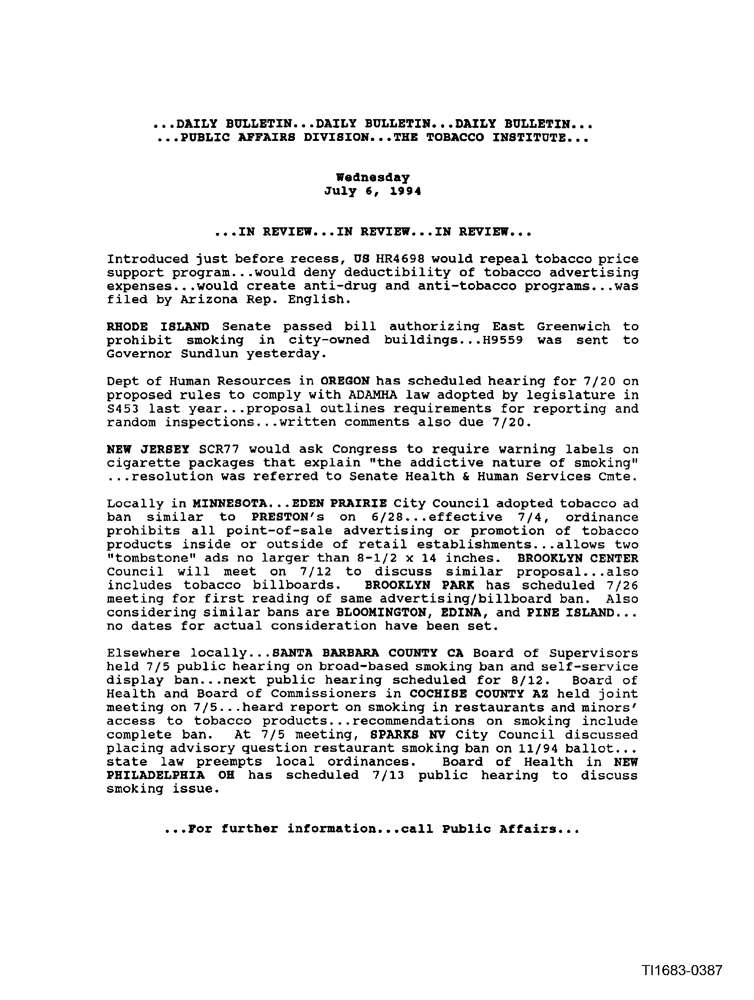 ...DAILY BULLETIN...DAILY BULLETIN...DAILY BULLETIN...
...PUBLIC AFFAIRS DIVISION...THE TOBACCO INSTITUTE...
Wednesday
July 6, 1994
...IN REVIEW...IN REVIEW...IN REVIEW...
Introduced just before recess, US HR4698 would repeal tobacco price
support program...would deny deductibility of tobacco advertising
expenses...would create anti-drug and anti-tobacco programs...was
filed by Arizona Rep. English.
RHODE ISLAND Senate passed bill authorizing East Greenwich to
prohibit smoking in city-owned buildings...H9559 was sent to
Governor Sundlun yesterday.
Dept of Human Resources in OREGON has scheduled hearing for 7/20 on
proposed rules to comply with ADAMHA law adopted by legislature in
S453 last year...proposal outlines requirements for reporting and
random inspections...written comments also due 7/20.
NEW JERSEY SCR77 would ask Congress to require warning labels on
cigarette packages that explain "the addictive nature of smoking"
...resolution was referred to Senate Health & Human Services Cmte.
Locally in MINNESOTA...EDEN PRAIRIE City Council adopted tobacco ad
ban similar to PRESTON's on 6/28...effective 7/4, ordinance
prohibits all point-of-sale advertising or promotion of tobacco
products inside or outside of retail establishments...allows two
"tombstone" ads no larger than 8-1/2 x 14 inches. BROOKLYN CENTER
Council will meet on 7/12 to discuss similar proposal...also
includes tobacco billboards. BROOKLYN PARK has scheduled 7/26
meeting for first reading of same advertising/billboard ban. Also
considering similar bans are BLOOMINGTON, EDINA, and PINE ISLAND...
no dates for actual consideration have been set.
Elsewhere locally...SANTA BARBARA COUNTY CA Board of Supervisors
held 7/5 public hearing on broad-based smoking ban and self-service
display ban...next public hearing scheduled for 8/12. Board of
Health and Board of Commissioners in COCHISE COUNTY AZ held joint
meeting on 7/5...heard report on smoking in restaurants and minors'
access to tobacco products...recommendations on smoking include
complete ban. At 7/5 meeting, SPARKS NV City Council discussed
placing advisory question restaurant smoking ban on 11/94 ballot...
state law preempts local ordinances. Board of Health in NEW
PHILADELPHIA OH has scheduled 7/13 public hearing to discuss
smoking issue.
...For further information...call Public Affairs...
TI1683-0387